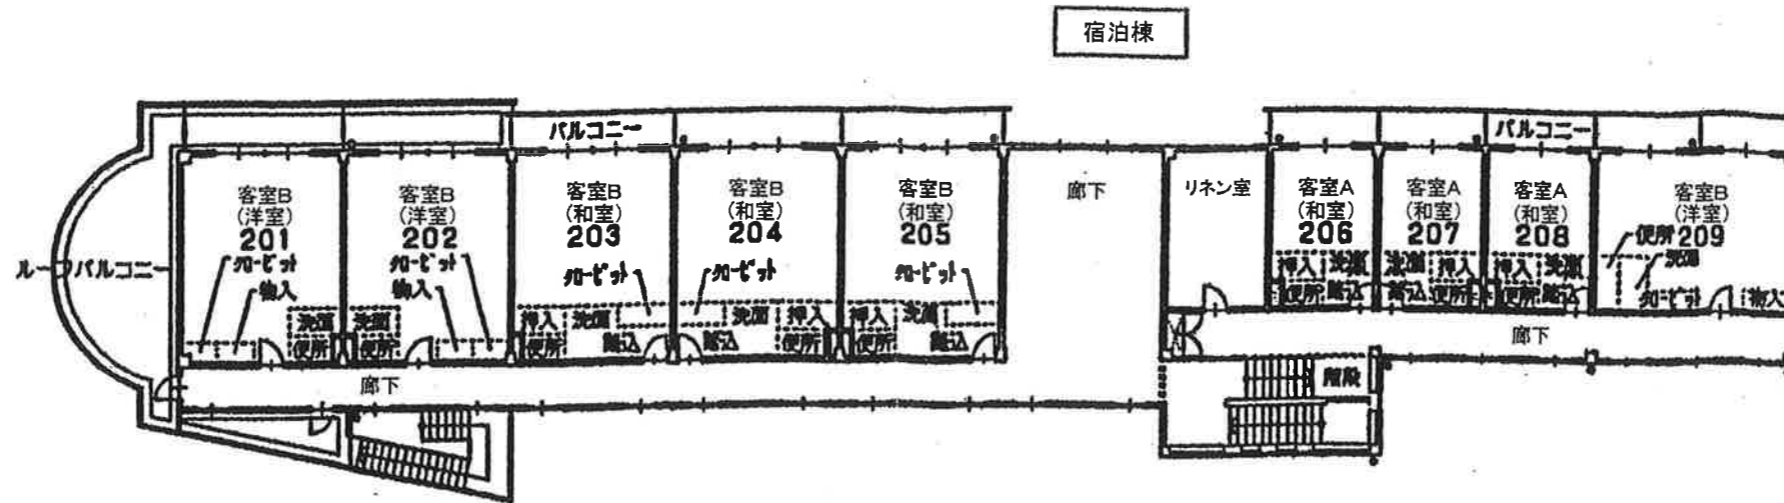 宿泊棟
バルコニー
バルコニー
客室B
(洋室)
201
クロービット
物入
洗面
便所
客室B
(洋室)
202
クロービット
物入
洗面
便所
客室B
(和室)
203
クロービット
押入
洗面
便所
踏込
客室B
(和室)
204
クロービット
洗面
押入
踏込
便所
客室B
(和室)
205
クロービット
押入
洗面
便所
踏込
廊下
リネン室
客室A
(和室)
206
押入
洗面
便所
踏込
客室A
(和室)
207
洗面
押入
踏込
便所
客室A
(和室)
208
押入
洗面
便所
踏込
客室B
(洋室)
便所
209
洗面
クロービット
物入
ルーフバルコニー
廊下
廊下
階段